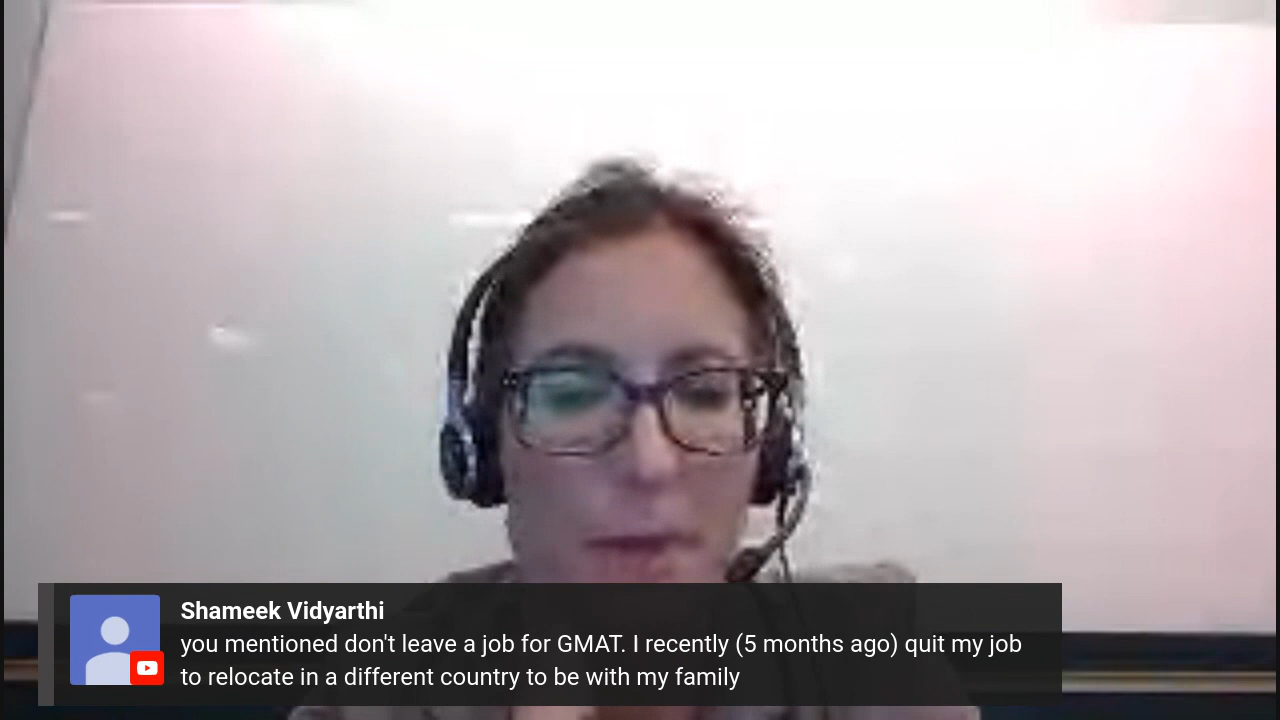 Shameek Vidyarthi
you mentioned don't leave a job for GMAT. I recently (5 months ago) quit my job
to relocate in a different country to be with my family